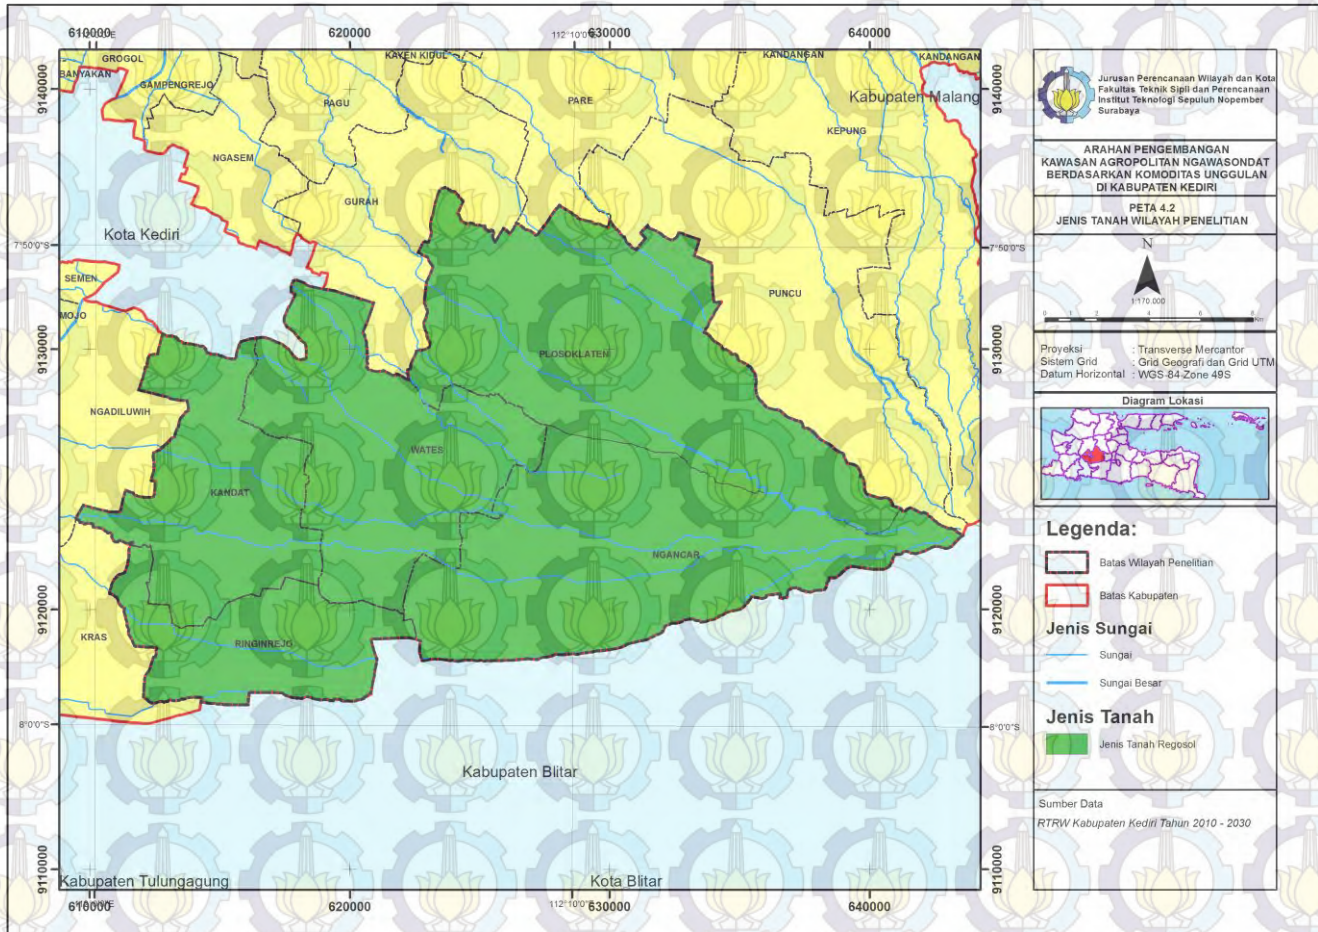 610000
620000
112°10'0"E
630000
640000
GROGOL
BANYAKAN
GAMPENGREJO
KAYEN KIDUL
PAGU
PARE
KANDANGAN
KANDANGAN
Kabupaten Malang
KEPUNG
9140000
9140000
NGASEM
GURAH
Kota Kediri
7°50'0"S
7°50'0"S
SEMEN
MOJO
PUNCU
9130000
9130000
PLOSOKLATEN
NGADILUWIH
WATES
KANDAT
NGANCAR
9120000
9120000
KRAS
RINGINREJO
8°0'0"S
8°0'0"S
Kabupaten Blitar
9110000
9110000
Kabupaten Tulungagung
Kota Blitar
610000
620000
112°10'0"E
630000
640000
Jurusan Perencanaan Wilayah dan Kota
Fakultas Teknik Sipil dan Perencanaan
Institut Teknologi Sepuluh Nopember
Surabaya
ARAHAN PENGEMBANGAN
KAWASAN AGROPOLITAN NGAWASONDAT
BERDASARKAN KOMODITAS UNGGULAN
DI KABUPATEN KEDIRI
PETA 4.2
JENIS TANAH WILAYAH PENELITIAN
N
1:170.000
0 1 2 4 6 8
Km
Proyeksi : Transverse Mercantor
Sistem Grid : Grid Geografi dan Grid UTM
Datum Horizontal : WGS-84-Zone 49S
Diagram Lokasi
Legenda:
Batas Wilayah Penelitian
Batas Kabupaten
Jenis Sungai
Sungai
Sungai Besar
Jenis Tanah
Jenis Tanah Regosol
Sumber Data
RTRW Kabupaten Kediri Tahun 2010 - 2030